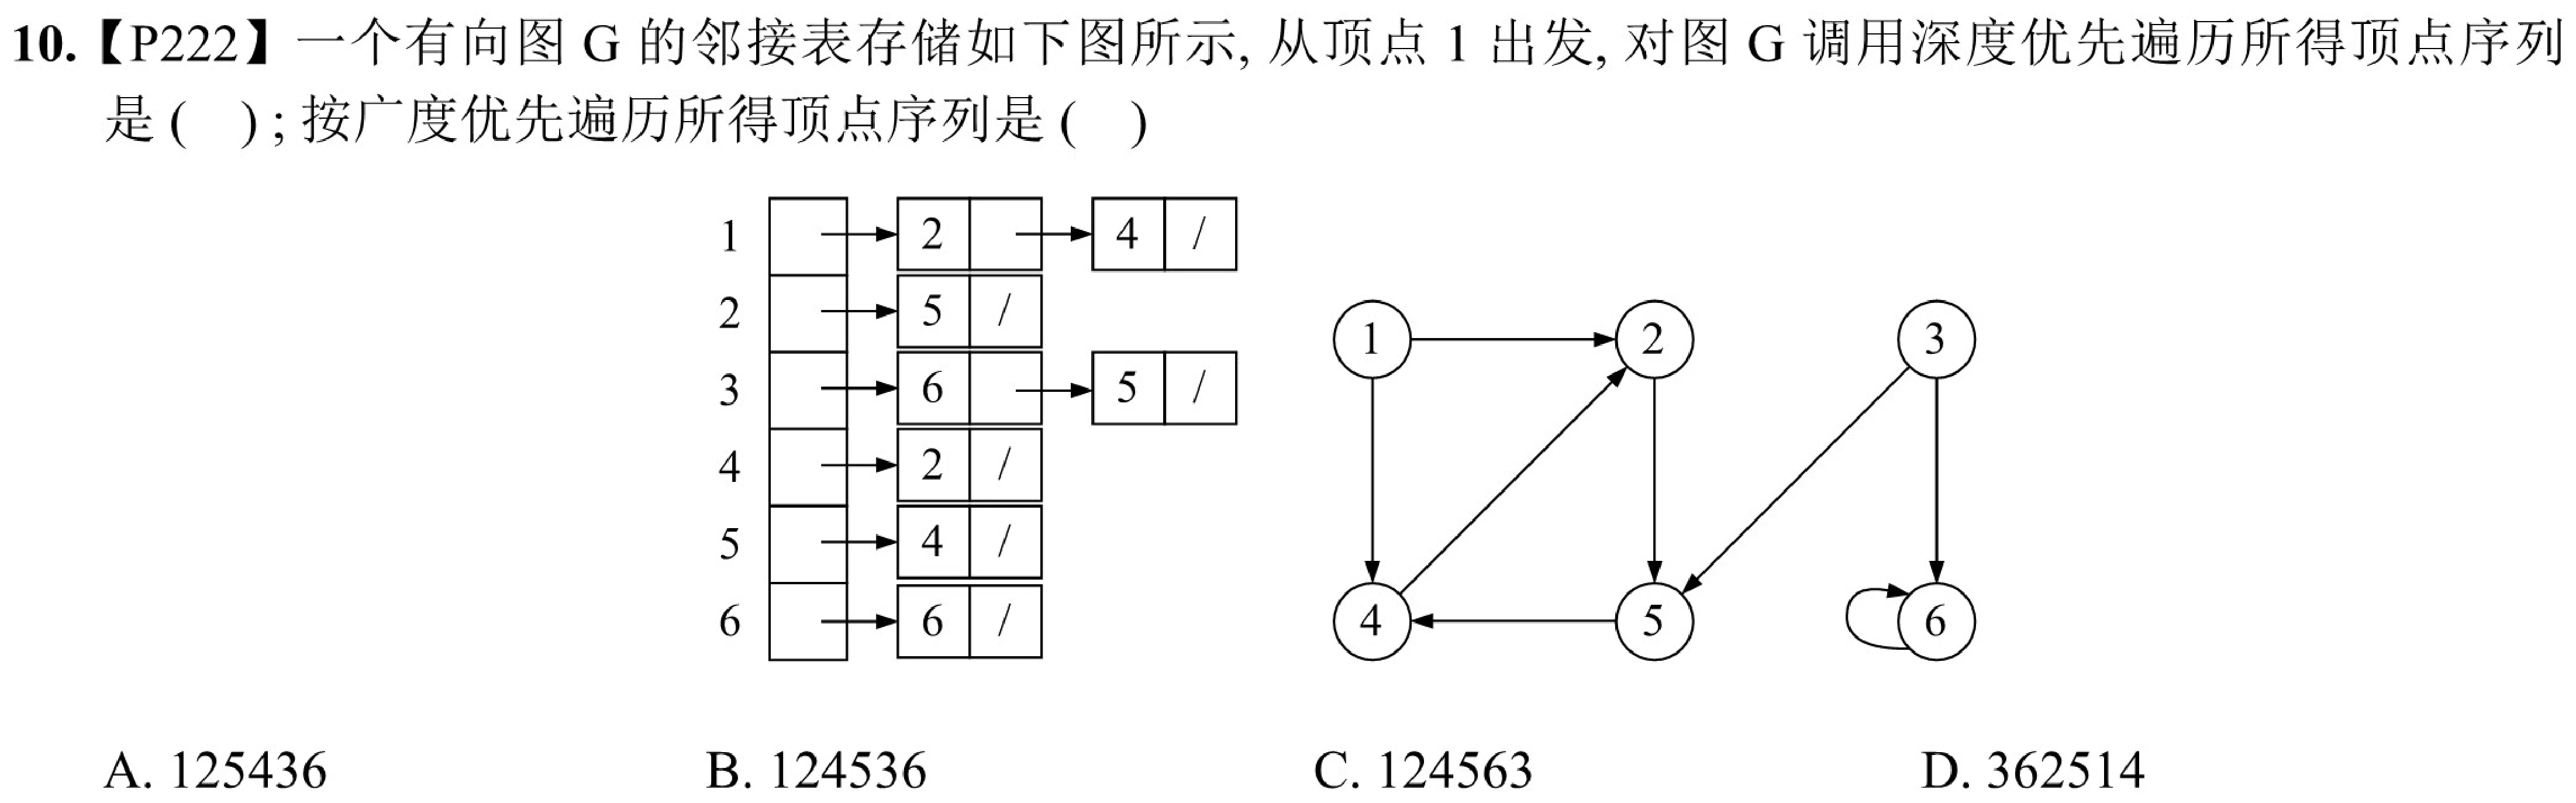 10.【P222】一个有向图 G 的邻接表存储如下图所示, 从顶点 1 出发, 对图 G 调用深度优先遍历所得顶点序列
是 ( ) ; 按广度优先遍历所得顶点序列是 ( )
1 2 4 /
2 5 /
3 6 5 /
4 2 /
5 4 /
6 6 /
1 2 3
4 5 6
A. 125436 B. 124536 C. 124563 D. 362514